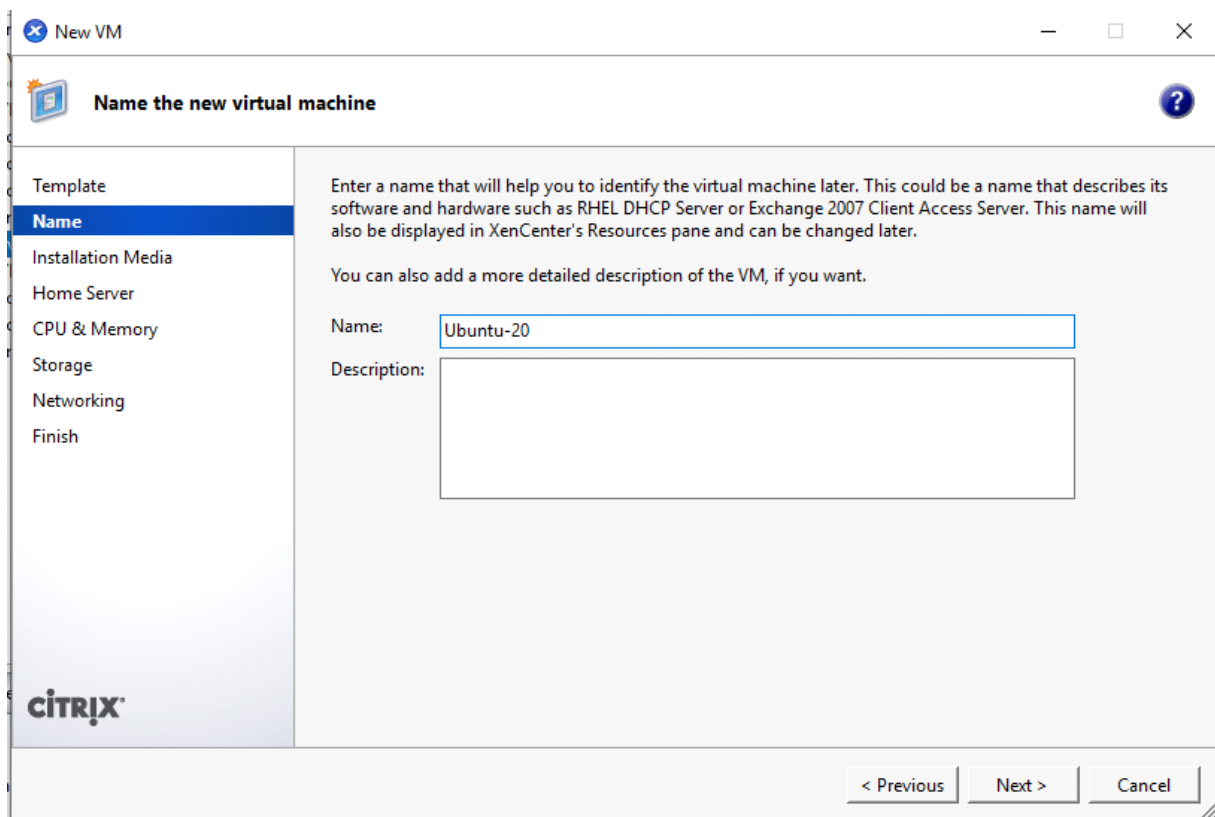 New VM
Name the new virtual machine
?
Template
Name
Installation Media
Home Server
CPU & Memory
Storage
Networking
Finish
Enter a name that will help you to identify the virtual machine later. This could be a name that describes its
software and hardware such as RHEL DHCP Server or Exchange 2007 Client Access Server. This name will
also be displayed in XenCenter's Resources pane and can be changed later.
You can also add a more detailed description of the VM, if you want.
Name:
Ubuntu-20
Description:
CİTRİX
< Previous
Next >
Cancel